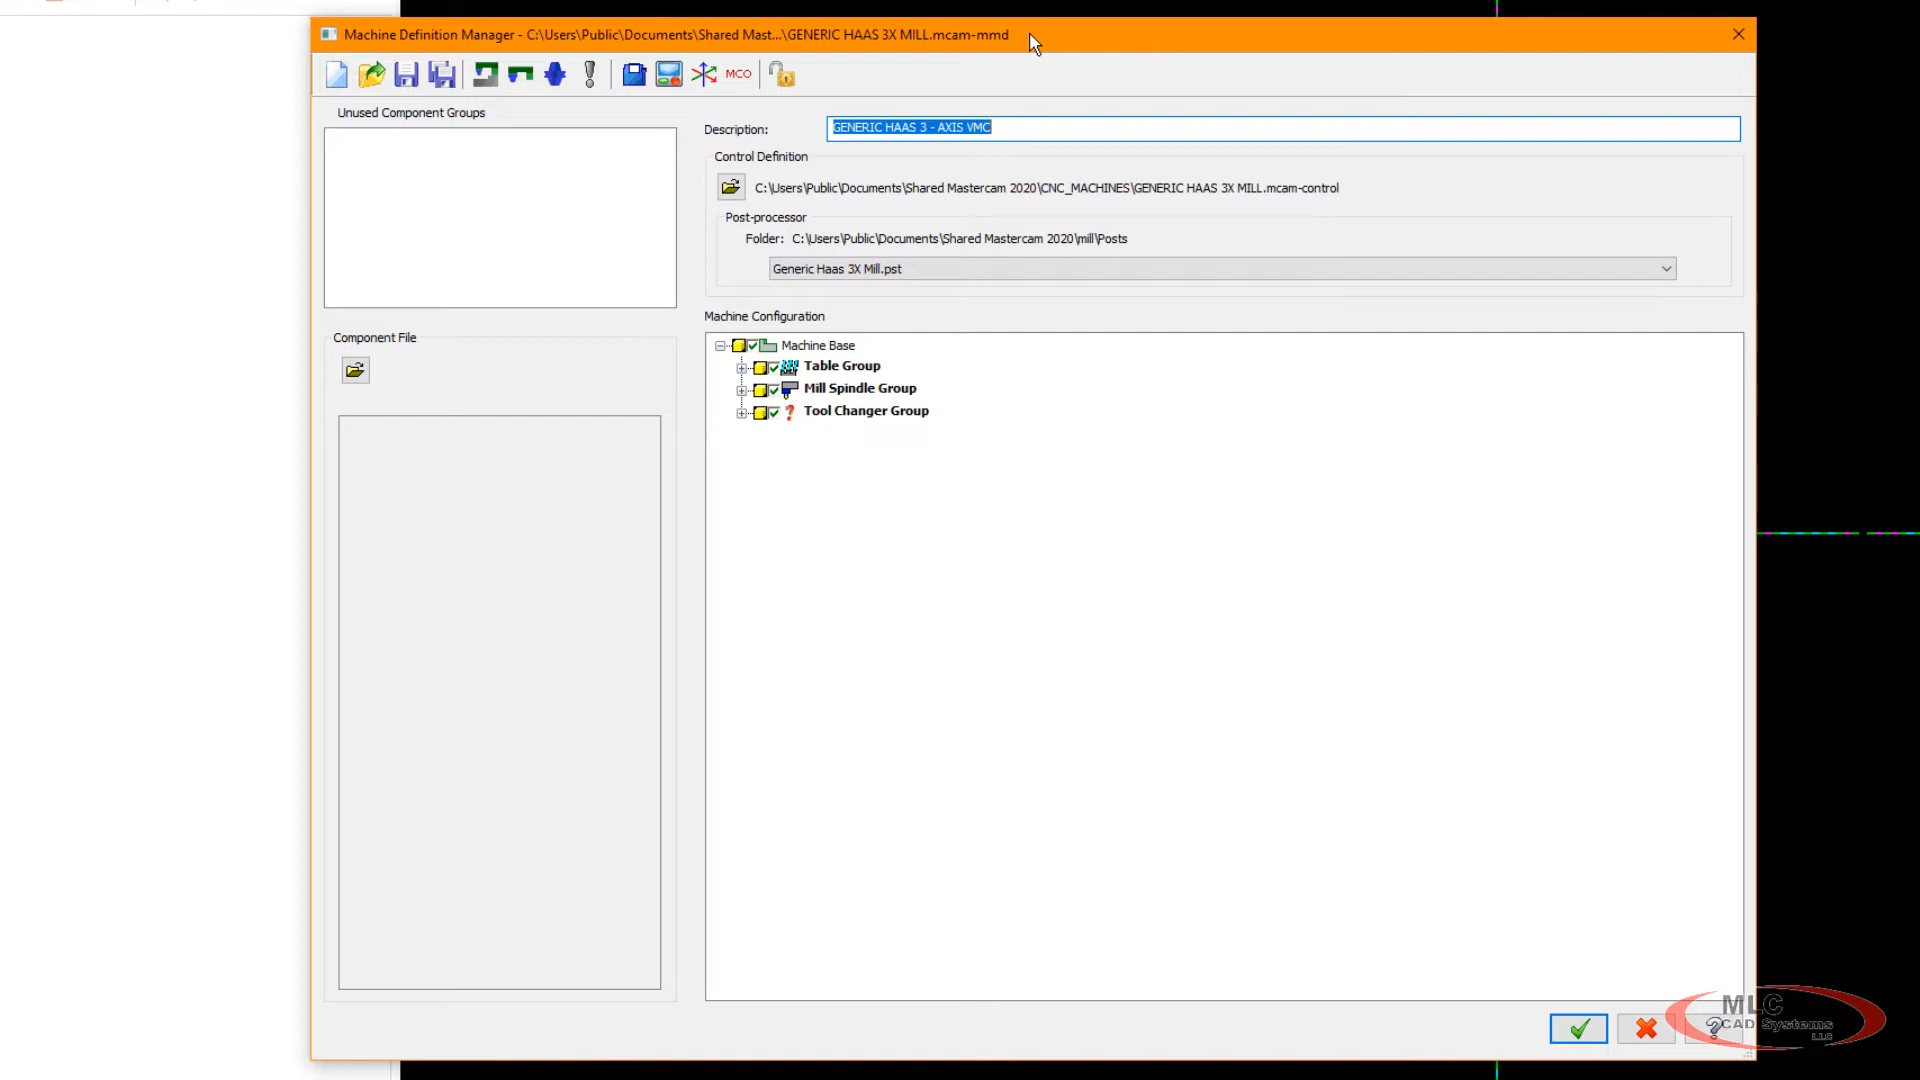 Machine Definition Manager - C:\Users\Public\Documents\Shared Mast...\GENERIC HAAS 3X MILL.mcam-mmd
MCO
Unused Component Groups
Description:
GENERIC HAAS 3 - AXIS VMC
Control Definition
C:\Users\Public\Documents\Shared Mastercam 2020\CNC_MACHINES\GENERIC HAAS 3X MILL.mcam-control
Post-processor
Folder: C:\Users\Public\Documents\Shared Mastercam 2020\mill\Posts
Generic Haas 3X Mill.pst
Machine Configuration
Component File
Machine Base
Table Group
Mill Spindle Group
Tool Changer Group
MLC
CAD Systems
LLC